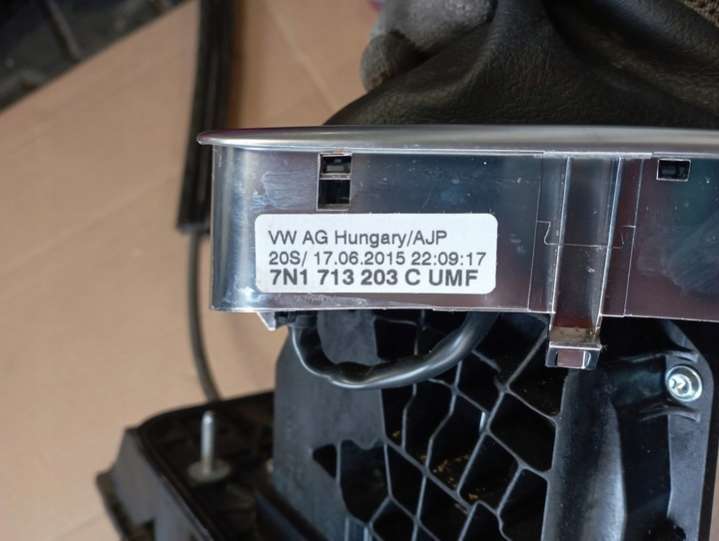 VW AG Hungary/AJP
20S/ 17.06.2015 22:09:17
7N1 713 203 C UMF